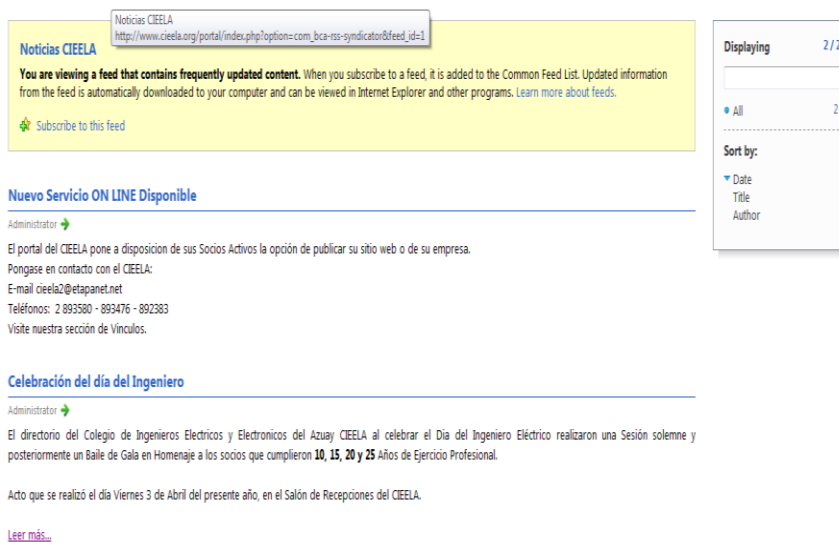 Noticias CIEELA
http://www.cieela.org/portal/index.php?option=com_bca-rss-syndicator&feed_id=1
Noticias CIEELA
You are viewing a feed that contains frequently updated content. When you subscribe to a feed, it is added to the Common Feed List. Updated information
from the feed is automatically downloaded to your computer and can be viewed in Internet Explorer and other programs. Learn more about feeds.
Subscribe to this feed
Nuevo Servicio ON LINE Disponible
Administrator
El portal del CIEELA pone a disposicion de sus Socios Activos la opción de publicar su sitio web o de su empresa.
Pongase en contacto con el CIEELA:
E-mail cieela2@etapanet.net
Teléfonos: 2 893580 - 893476 - 892383
Visite nuestra sección de Vinculos.
Celebración del día del Ingeniero
Administrator
El directorio del Colegio de Ingenieros Electricos y Electronicos del Azuay CIEELA al celebrar el Dia del Ingeniero Eléctrico realizaron una Sesión solemne y
posteriormente un Baile de Gala en Homenaje a los socios que cumplieron 10, 15, 20 y 25 Años de Ejercicio Profesional.
Acto que se realizó el día Viernes 3 de Abril del presente año, en el Salón de Recepciones del CIEELA.
Leer más...
Displaying 2 / 2
All 2
Sort by:
Date
Title
Author